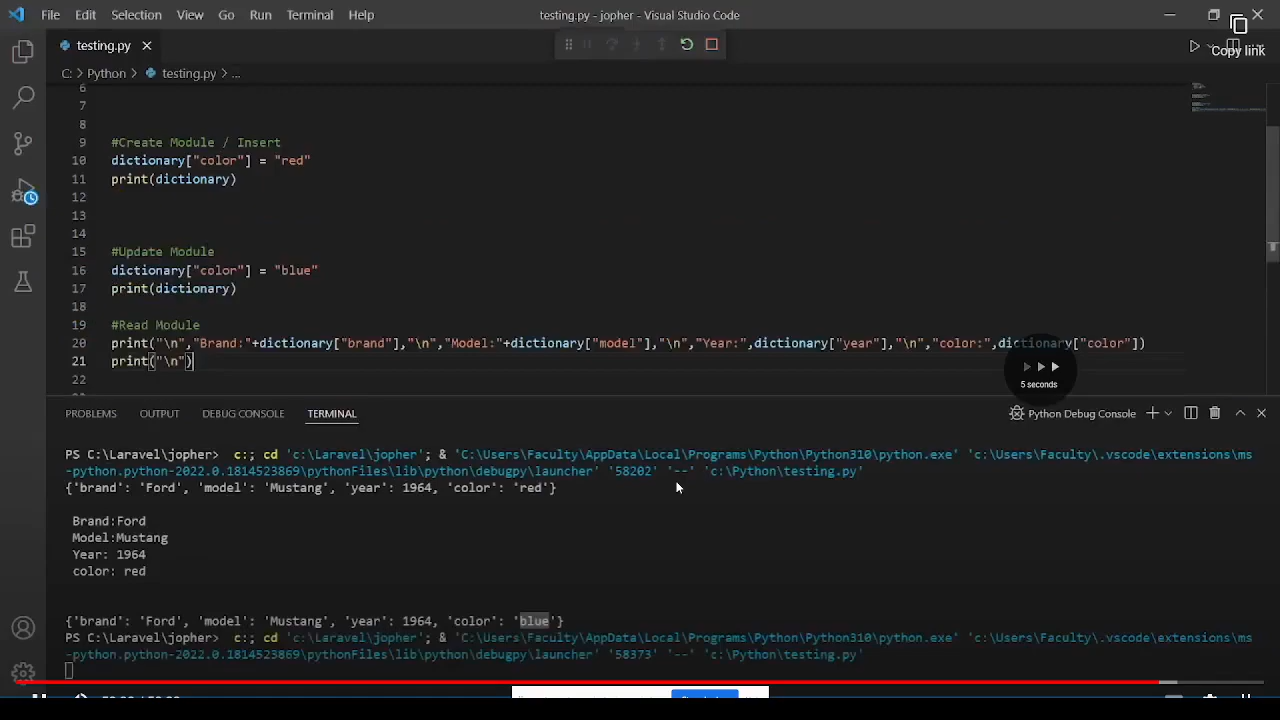 File Edit Selection View Go Run Terminal Help
testing.py - jopher - Visual Studio Code
testing.py
Copy link
C: > Python > testing.py > ...
6
7
8
9 #Create Module / Insert
10 dictionary["color"] = "red"
11 print(dictionary)
12
13
14
15 #Update Module
16 dictionary["color"] = "blue"
17 print(dictionary)
18
19 #Read Module
20 print("\n","Brand:"+dictionary["brand"],"\n","Model:"+dictionary["model"],"\n","Year:",dictionary["year"],"\n","color:",dictionary["color"])
21 print("\n")
22
5 seconds
PROBLEMS OUTPUT DEBUG CONSOLE TERMINAL
Python Debug Console
PS C:\Laravel\jopher> c:; cd 'c:\Laravel\jopher'; & 'C:\Users\Faculty\AppData\Local\Programs\Python\Python310\python.exe' 'c:\Users\Faculty\.vscode\extensions\ms
-python.python-2022.0.1814523869\pythonFiles\lib\python\debugpy\launcher' '58202' '--' 'c:\Python\testing.py'
{'brand': 'Ford', 'model': 'Mustang', 'year': 1964, 'color': 'red'}
Brand:Ford
Model:Mustang
Year: 1964
color: red
{'brand': 'Ford', 'model': 'Mustang', 'year': 1964, 'color': 'blue'}
PS C:\Laravel\jopher> c:; cd 'c:\Laravel\jopher'; & 'C:\Users\Faculty\AppData\Local\Programs\Python\Python310\python.exe' 'c:\Users\Faculty\.vscode\extensions\ms
-python.python-2022.0.1814523869\pythonFiles\lib\python\debugpy\launcher' '58373' '--' 'c:\Python\testing.py'